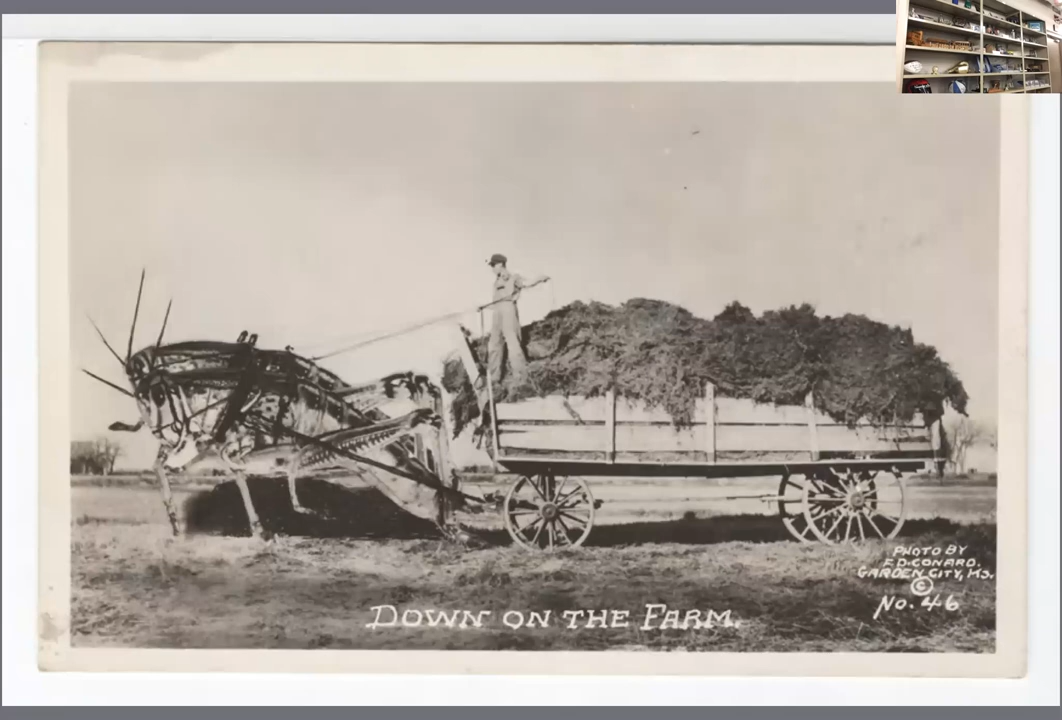 PHOTO BY
F.D. CONARD.
GARDEN CITY, KS.
©
No. 46
DOWN ON THE FARM.